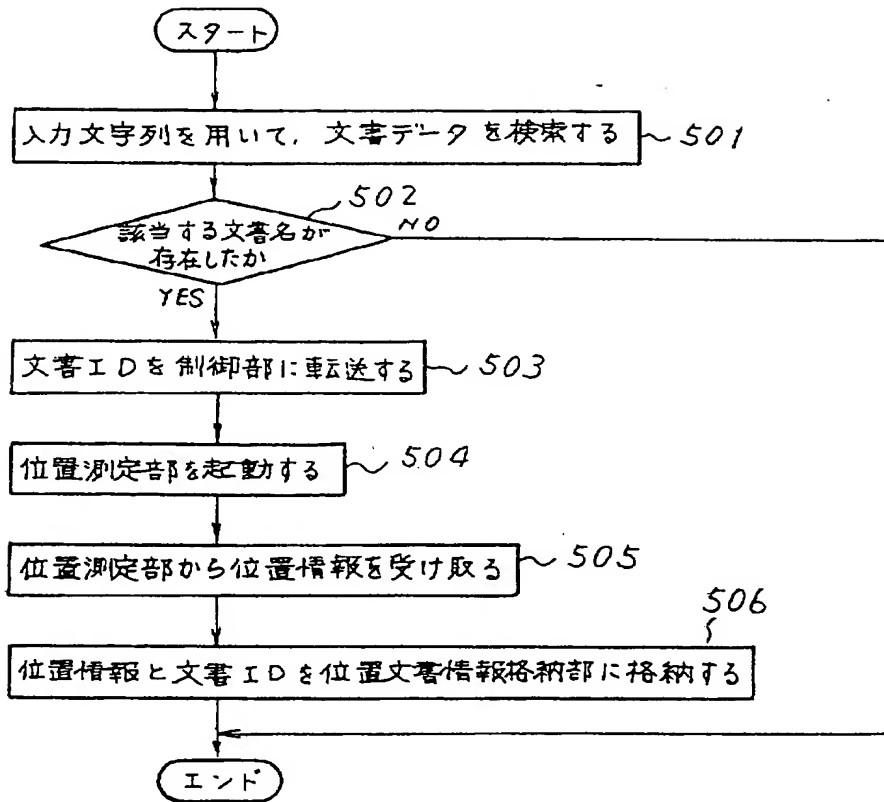 スタート
入力文字列を用いて、文書データを検索する
501
502
該当する文書名が
存在したか
NO
YES
文書IDを制御部に転送する
503
位置測定部を起動する
504
位置測定部から位置情報を受け取る
505
506
位置情報と文書IDを位置文書情報格納部に格納する
エンド